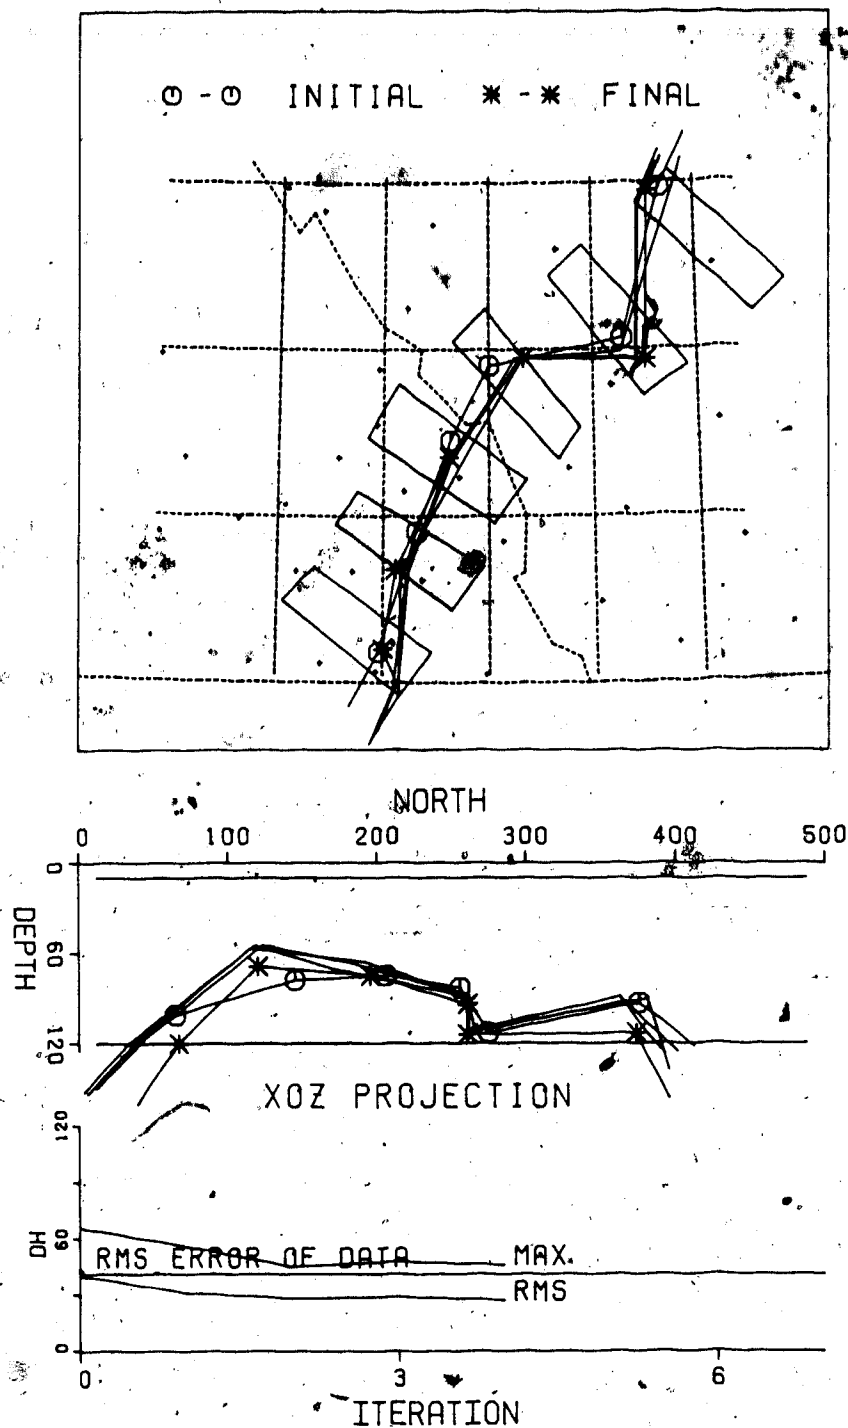 INITIAL FINAL
NORTH
0 100 200 300 400 500
DEPTH
0
60
120
XOZ PROJECTION
DH
120
60
0
RMS ERROR OF DATA MAX.
RMS
0 3 6
ITERATION